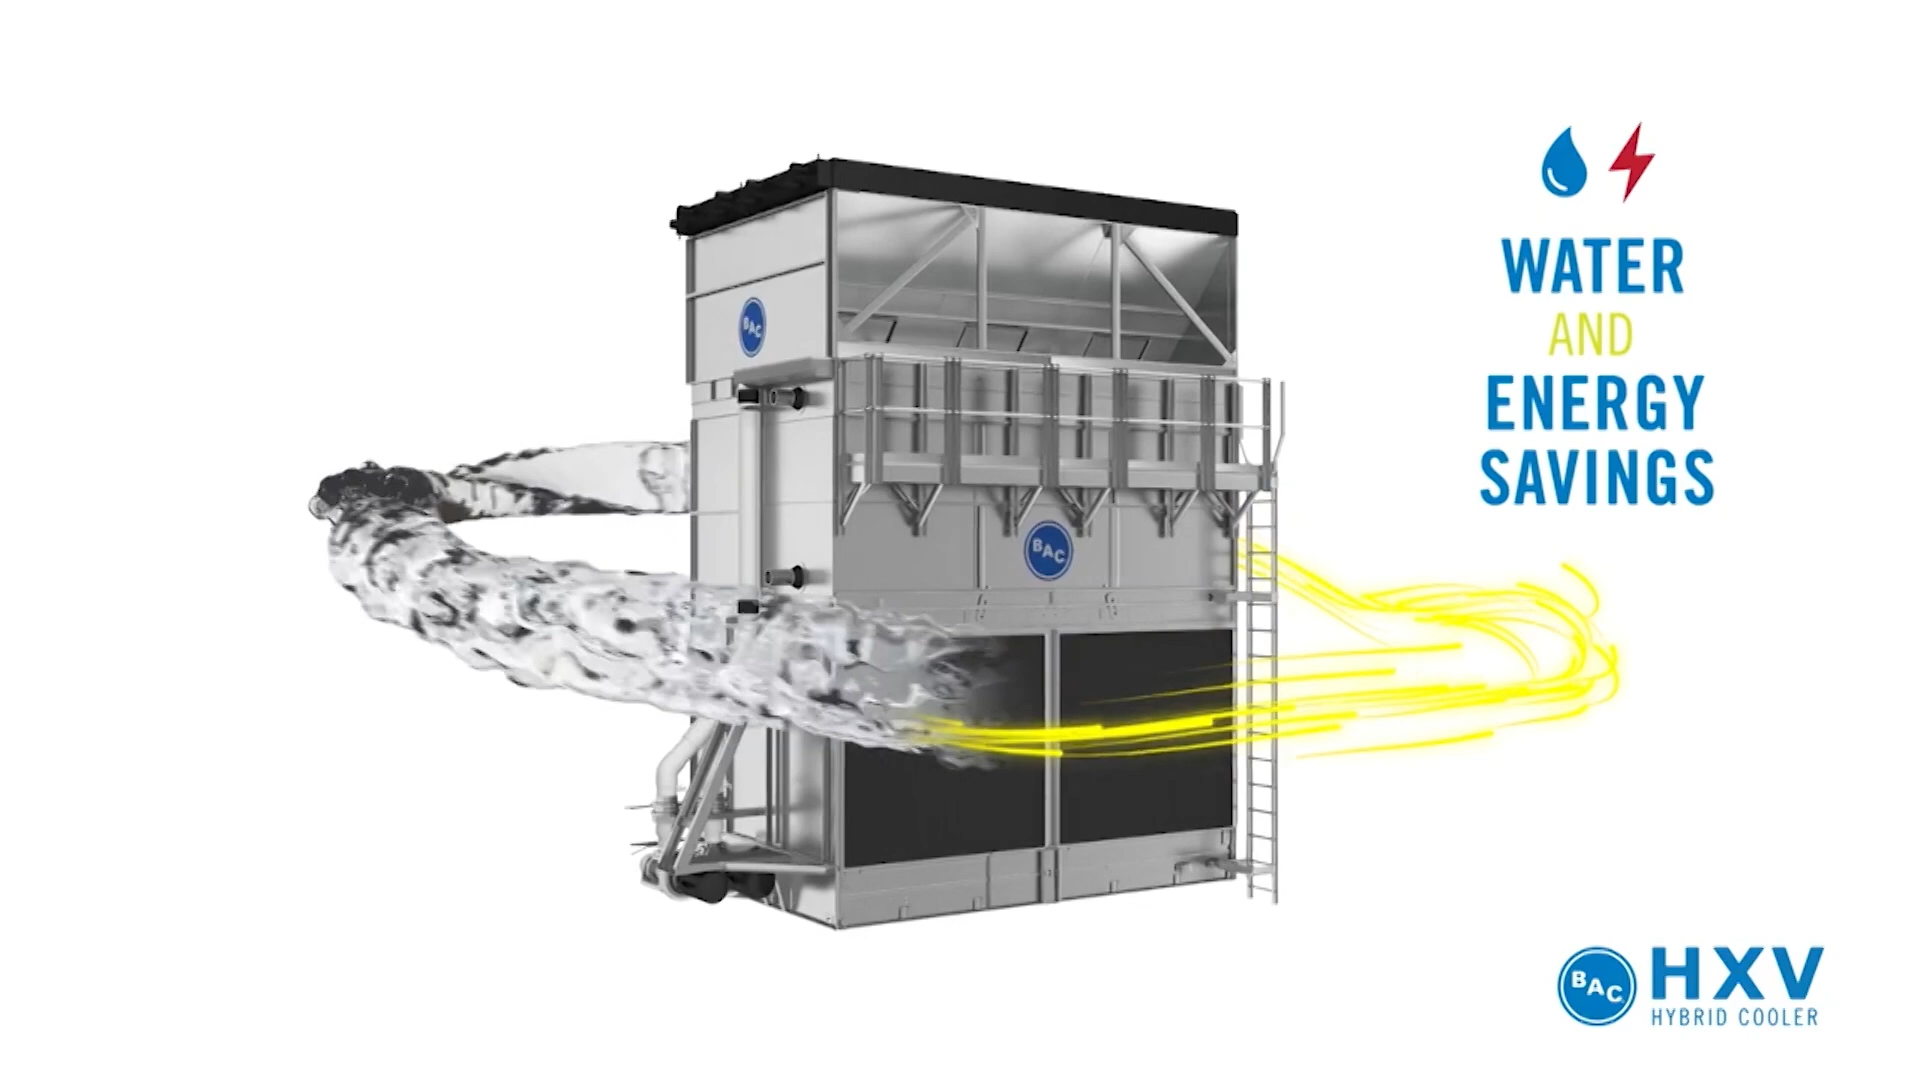 WATER
AND
ENERGY
SAVINGS
BAC
BAC
BAC
HXV
HYBRID COOLER